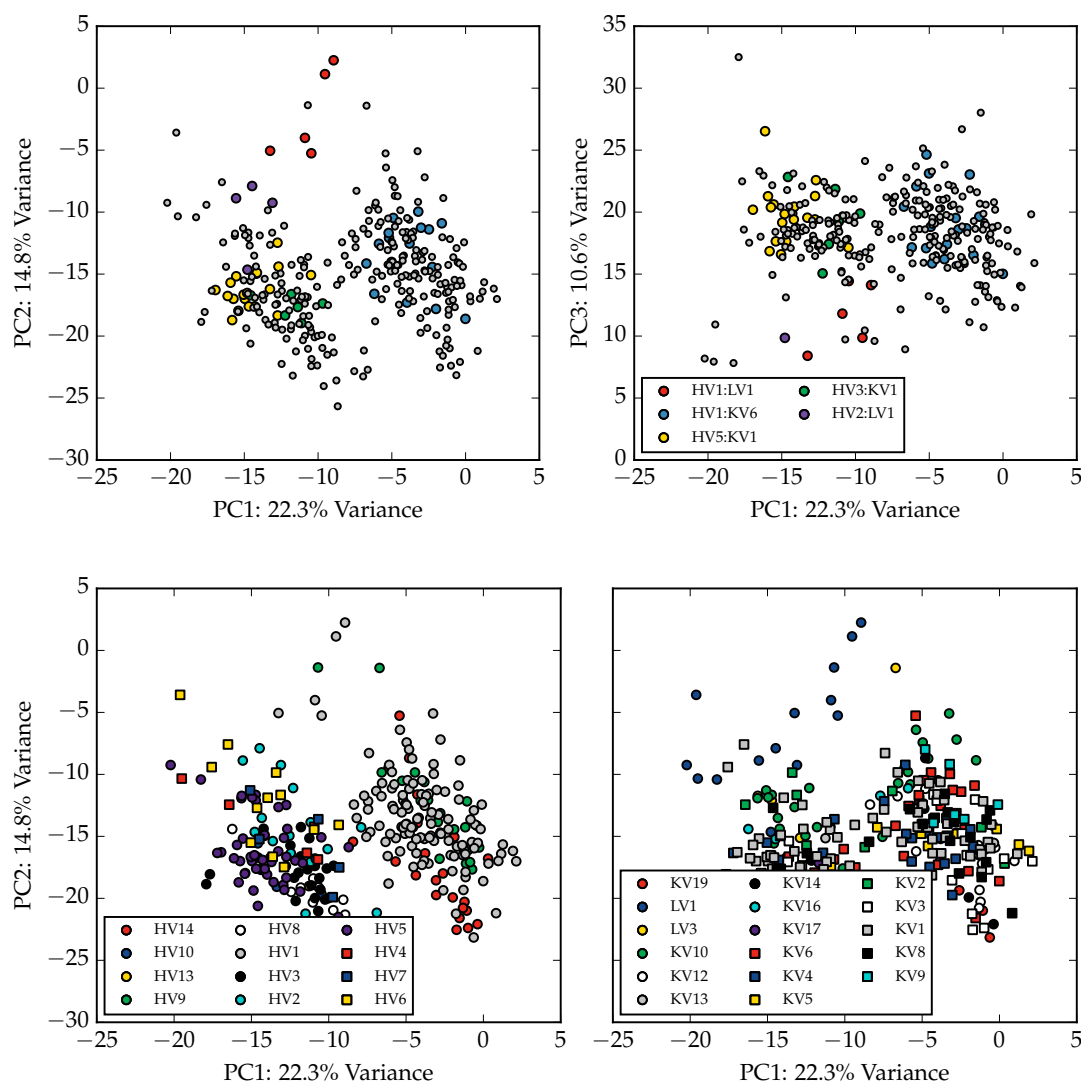 5
0
−5
−10
−15
−20
−25
−30
−25 −20 −15 −10 −5 0 5
PC2: 14.8% Variance
PC1: 22.3% Variance
35
30
25
20
15
10
5
0
−25 −20 −15 −10 −5 0 5
PC3: 10.6% Variance
PC1: 22.3% Variance
HV1:LV1 HV3:KV1
HV1:KV6 HV2:LV1
HV5:KV1
5
0
−5
−10
−15
−20
−25
−30
−25 −20 −15 −10 −5 0 5
PC2: 14.8% Variance
PC1: 22.3% Variance
HV14 HV8 HV5
HV10 HV1 HV4
HV13 HV3 HV7
HV9 HV2 HV6
−25 −20 −15 −10 −5 0 5
PC1: 22.3% Variance
KV19 KV14 KV2
LV1 KV16 KV3
LV3 KV17 KV1
KV10 KV6 KV8
KV12 KV4 KV9
KV13 KV5